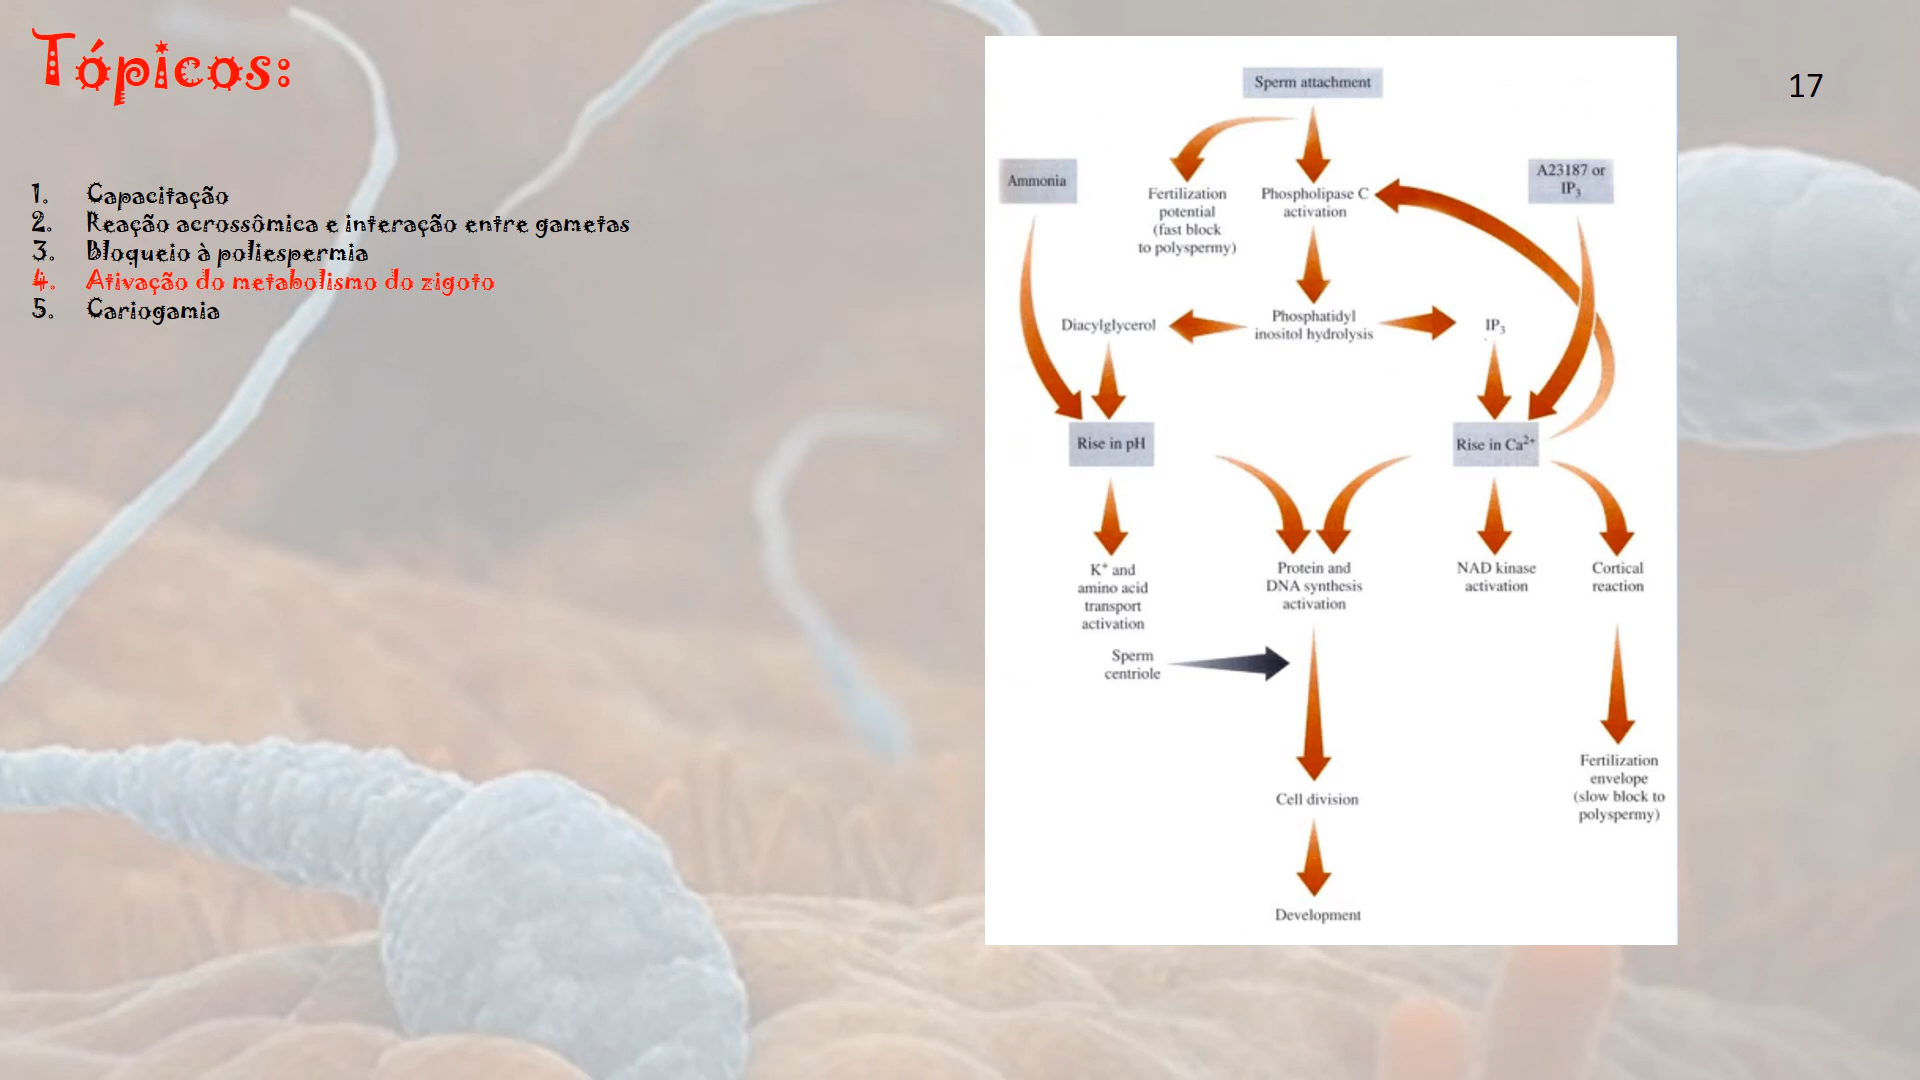 Tópicos:
17
1. Capacitação
2. Reação acrossômica e interação entre gametas
3. Bloqueio à poliespermia
4. Ativação do metabolismo do zigoto
5. Cariogamia
Sperm attachment
Ammonia
A23187 or
IP₃
Fertilization
potential
(fast block
to polyspermy)
Phospholipase C
activation
Diacylglycerol
Phosphatidyl
inositol hydrolysis
IP₃
Rise in pH
Rise in Ca²⁺
K⁺ and
amino acid
transport
activation
Protein and
DNA synthesis
activation
NAD kinase
activation
Cortical
reaction
Sperm
centriole
Fertilization
envelope
(slow block to
polyspermy)
Cell division
Development